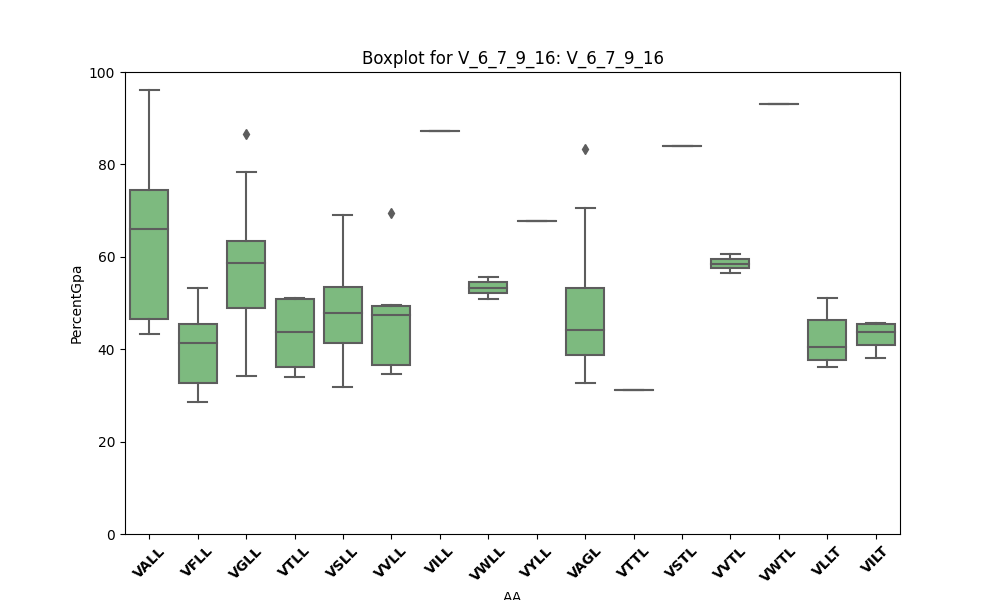 Boxplot for V_6_7_9_16: V_6_7_9_16
PercentGpa
100
80
60
40
20
0
VALL VFLL VGLL VTLL VSLL VVLL VILL VWLL VYLL VAGL VTTL VSTL VVTL VWTL VLLT VILT
AA